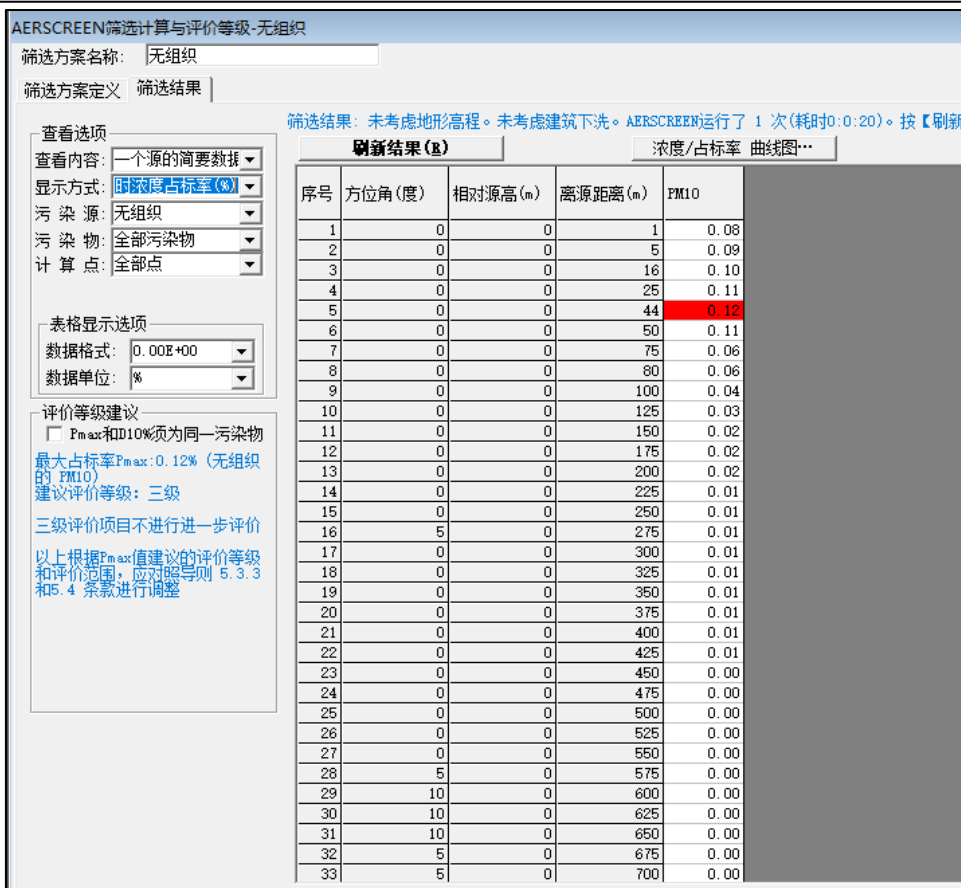 AERSCREEN筛选计算与评价等级-无组织
筛选方案名称: 无组织
筛选方案定义 筛选结果
筛选结果: 未考虑地形高程。未考虑建筑下洗。AERSCREEN运行了 1 次(耗时0:0:20)。按【刷新
查看选项
查看内容: 一个源的简要数据
显示方式: 时浓度占标率(%)
污 染 源: 无组织
污 染 物: 全部污染物
计 算 点: 全部点
表格显示选项
数据格式: 0.00E+00
数据单位: %
评价等级建议
Pmax和D10%须为同一污染物
最大占标率Pmax:0.12% (无组织
的 PM10)
建议评价等级: 三级
三级评价项目不进行进一步评价
以上根据Pmax值建议的评价等级
和评价范围,应对照导则 5.3.3
和5.4 条款进行调整
刷新结果(R) 浓度/占标率 曲线图…
序号 方位角(度) 相对源高(m) 离源距离(m) PM10
1 0 0 1 0.08
2 0 0 5 0.09
3 0 0 16 0.10
4 0 0 25 0.11
5 0 0 44 0.12
6 0 0 50 0.11
7 0 0 75 0.06
8 0 0 80 0.06
9 0 0 100 0.04
10 0 0 125 0.03
11 0 0 150 0.02
12 0 0 175 0.02
13 0 0 200 0.02
14 0 0 225 0.01
15 0 0 250 0.01
16 5 0 275 0.01
17 0 0 300 0.01
18 0 0 325 0.01
19 0 0 350 0.01
20 0 0 375 0.01
21 0 0 400 0.01
22 0 0 425 0.01
23 0 0 450 0.00
24 0 0 475 0.00
25 0 0 500 0.00
26 0 0 525 0.00
27 0 0 550 0.00
28 5 0 575 0.00
29 10 0 600 0.00
30 10 0 625 0.00
31 10 0 650 0.00
32 5 0 675 0.00
33 5 0 700 0.00